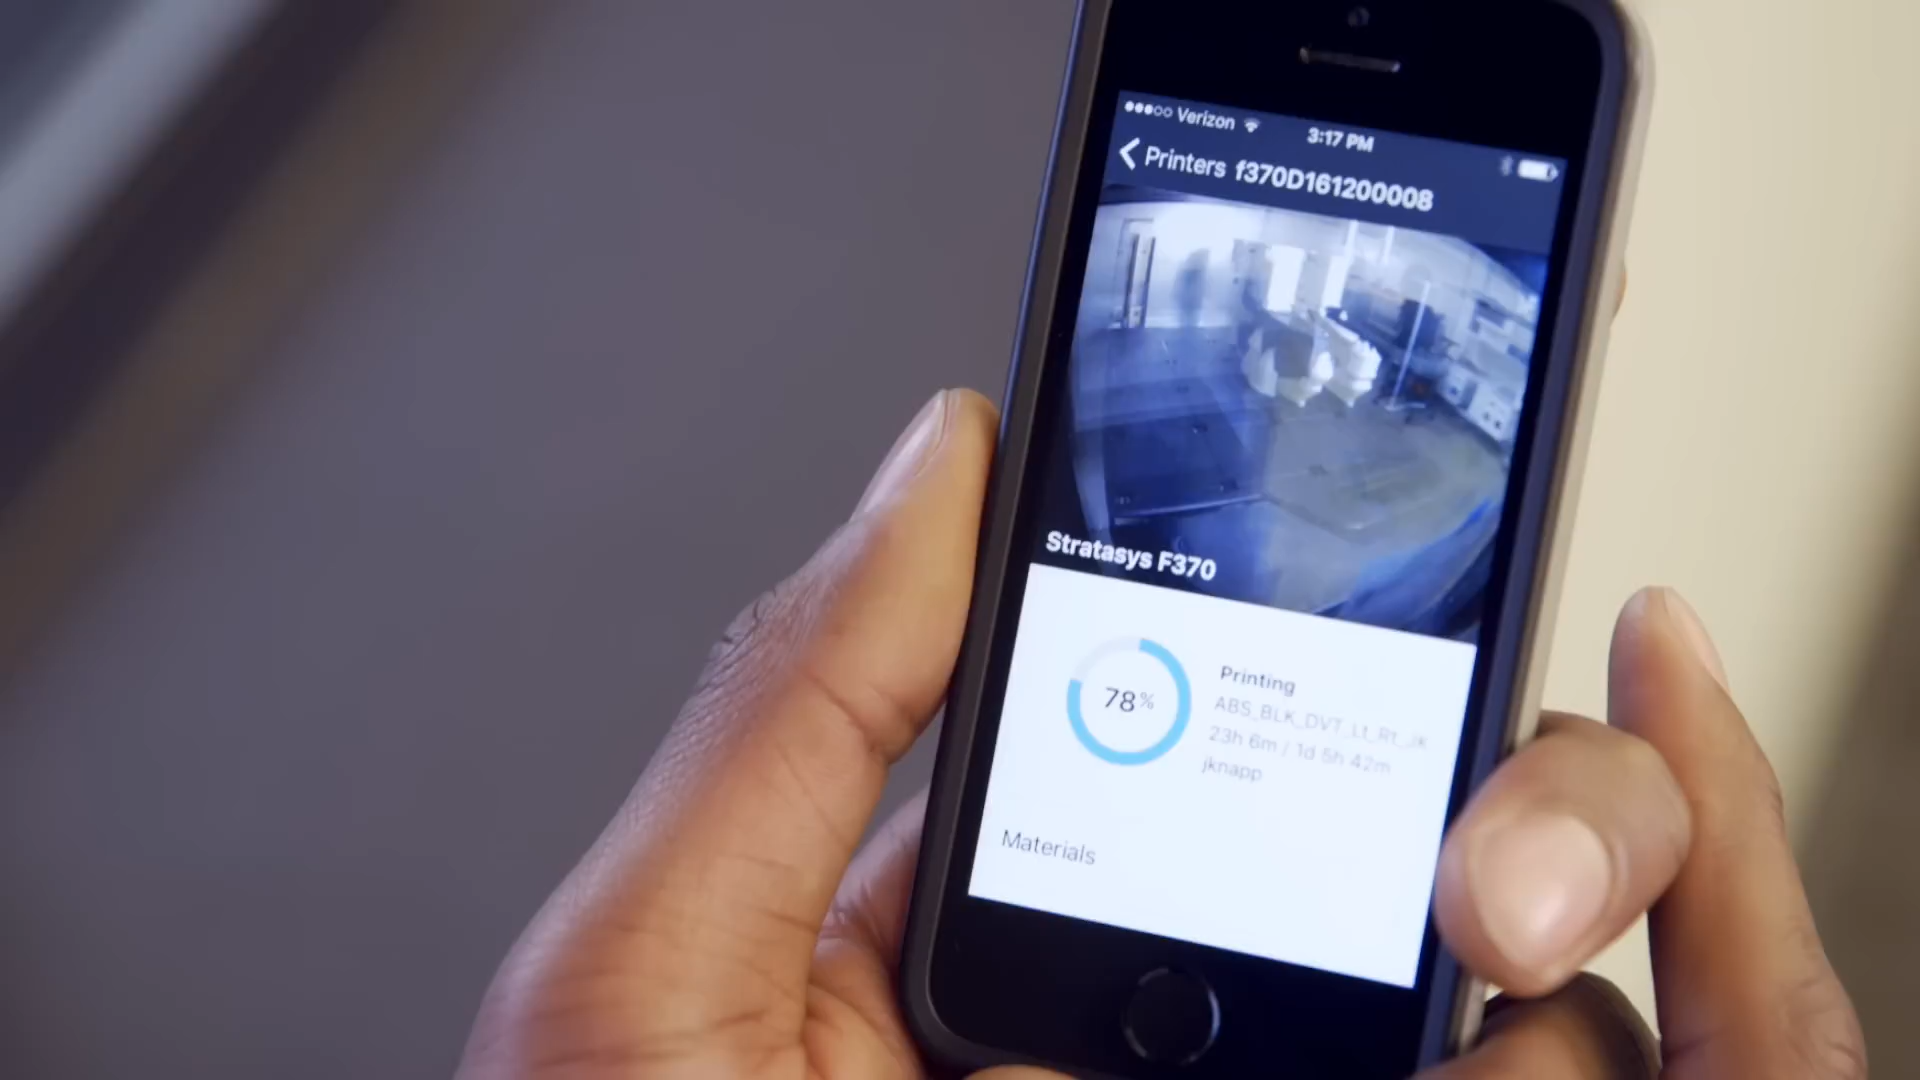 Verizon 3:17 PM
Printers f370D161200008
Stratasys F370
78%
Printing
ABS_BLK_DVT_Lt_Rt_Jk
23h 6m / 1d 5h 42m
jknapp
Materials